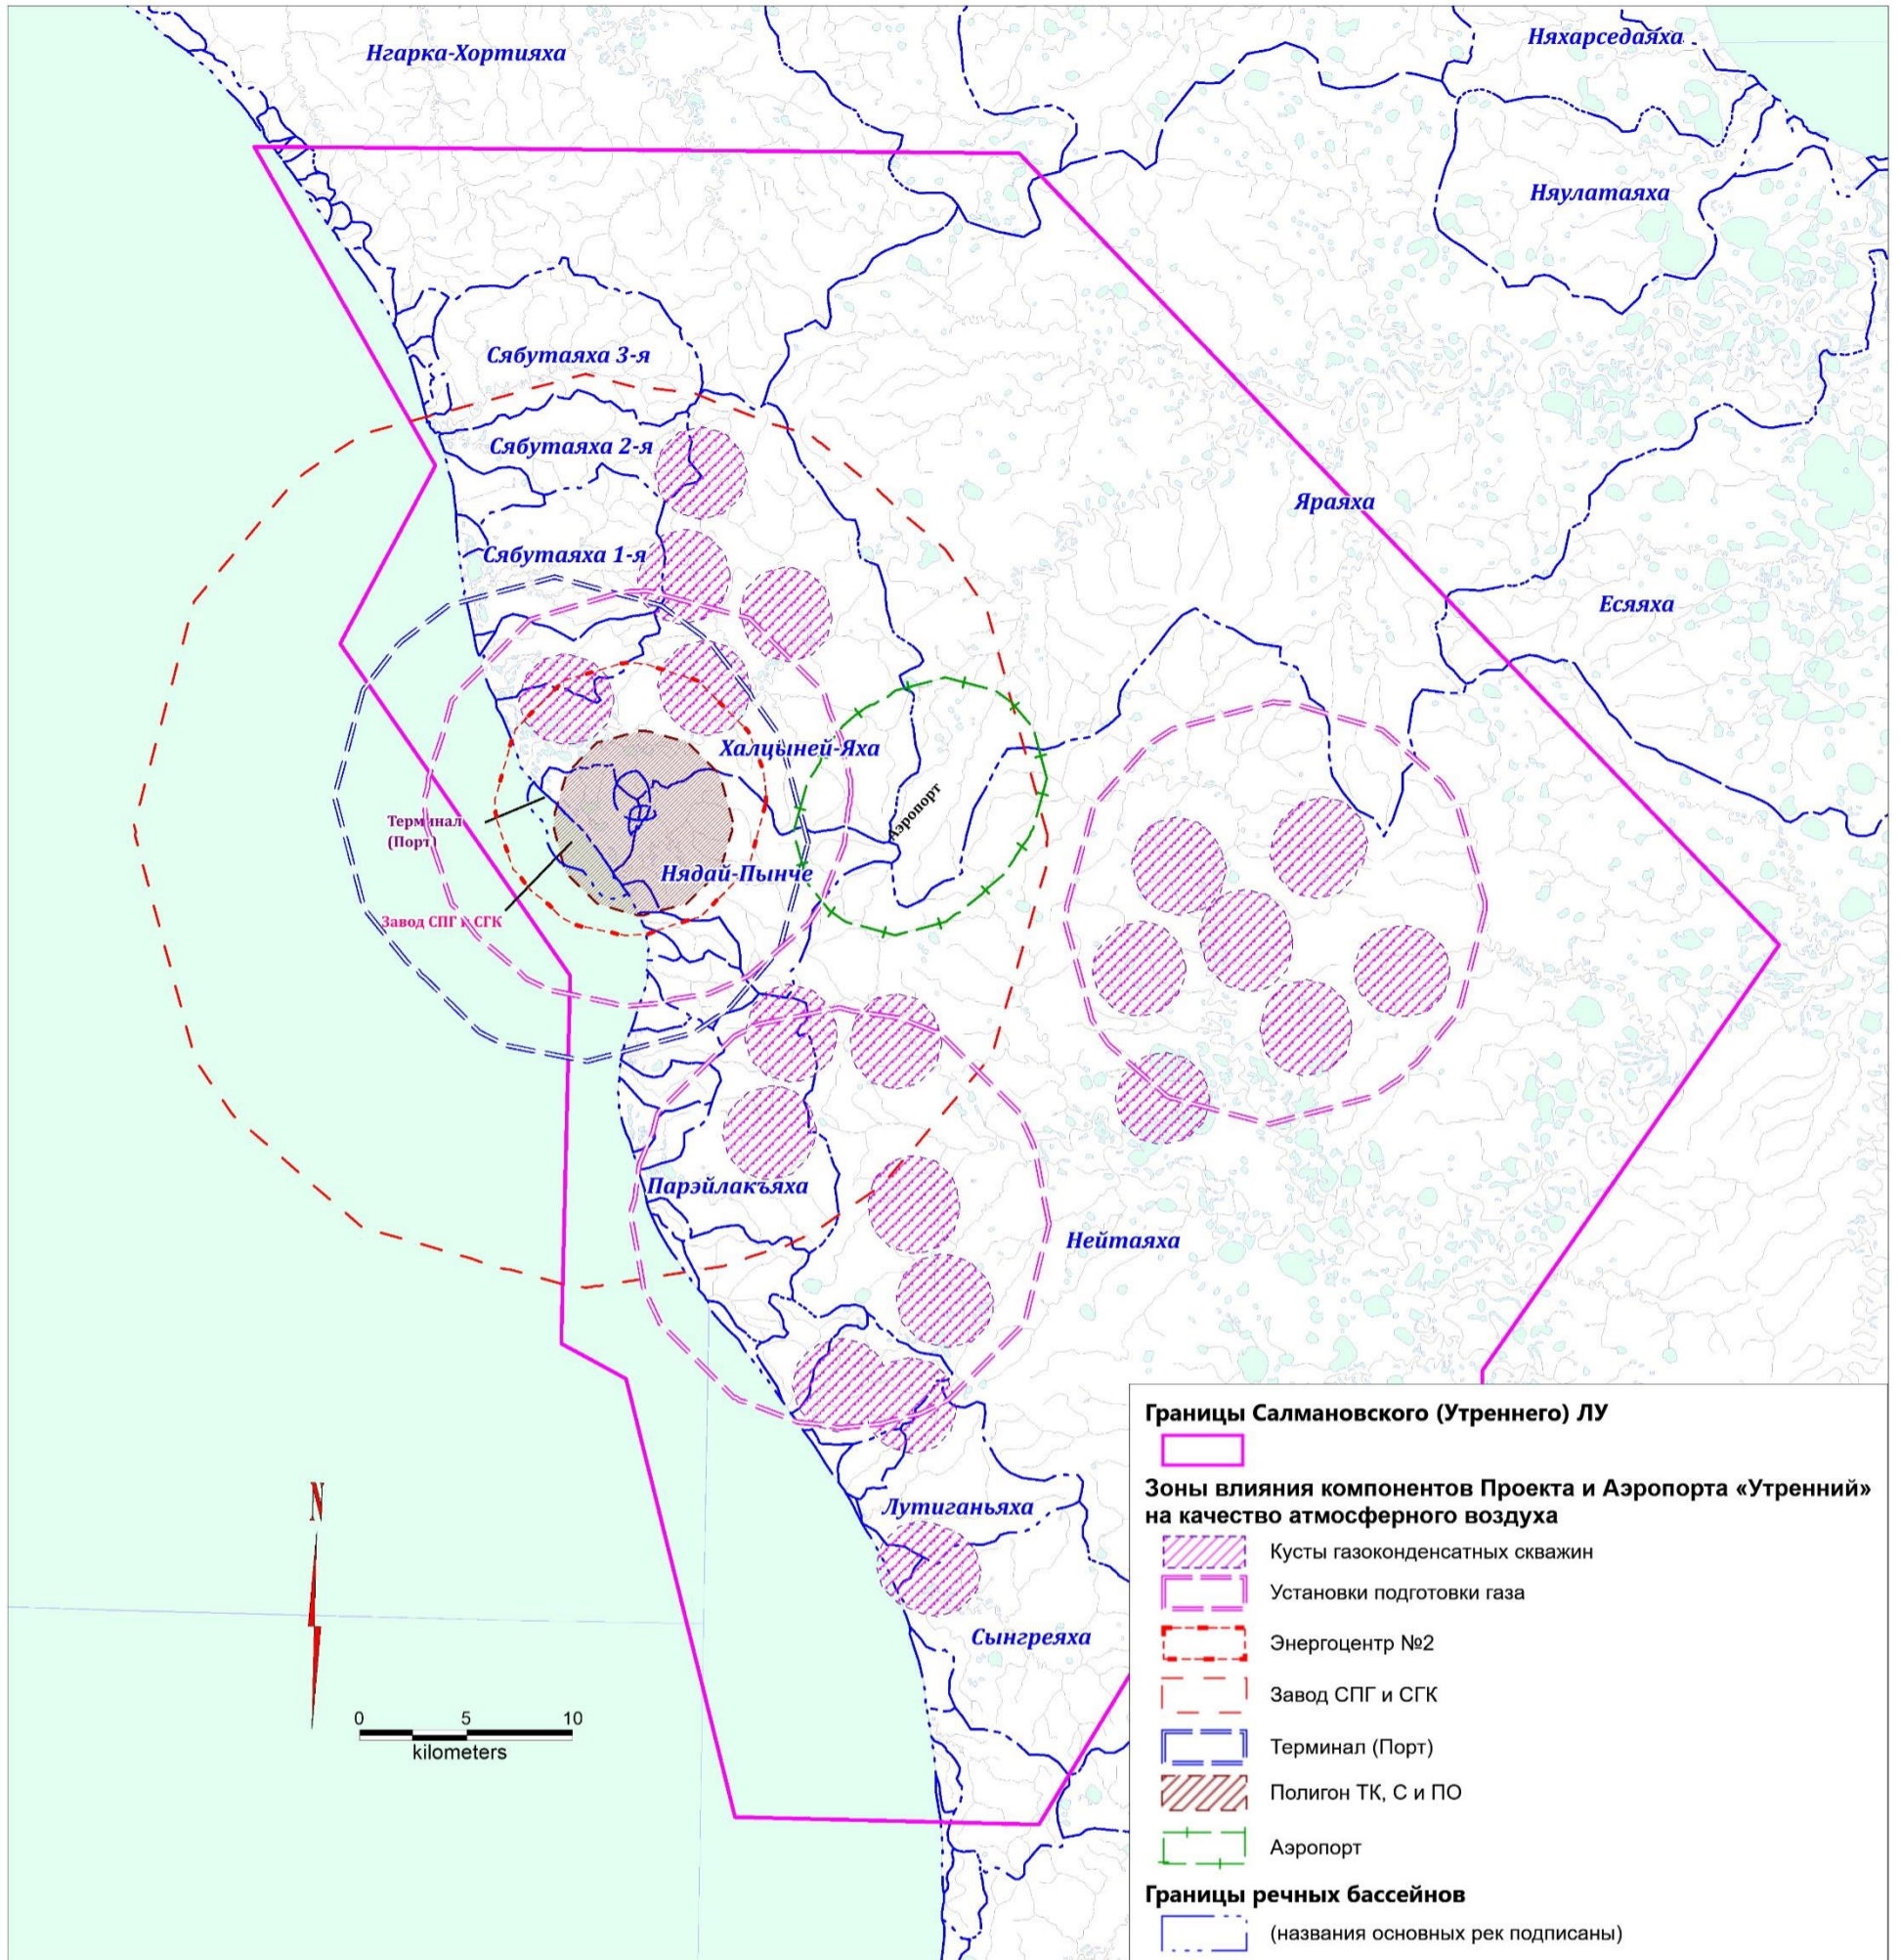 Нгарка-Хортияха
Няхарседаяха
Няулатаяха
Сябутаяха 3-я
Сябутаяха 2-я
Яраяха
Сябутаяха 1-я
Есяяха
Халцыней-Яха
Аэропорт
Терминал
(Порт)
Нядай-Пынче
Завод СПГ и СГК
Парэйлакъяха
Нейтаяха
Лутиганьяха
Сынгреяха
N
0 5 10
kilometers
Границы Салмановского (Утреннего) ЛУ
Зоны влияния компонентов Проекта и Аэропорта «Утренний»
на качество атмосферного воздуха
Кусты газоконденсатных скважин
Установки подготовки газа
Энергоцентр №2
Завод СПГ и СГК
Терминал (Порт)
Полигон ТК, С и ПО
Аэропорт
Границы речных бассейнов
(названия основных рек подписаны)